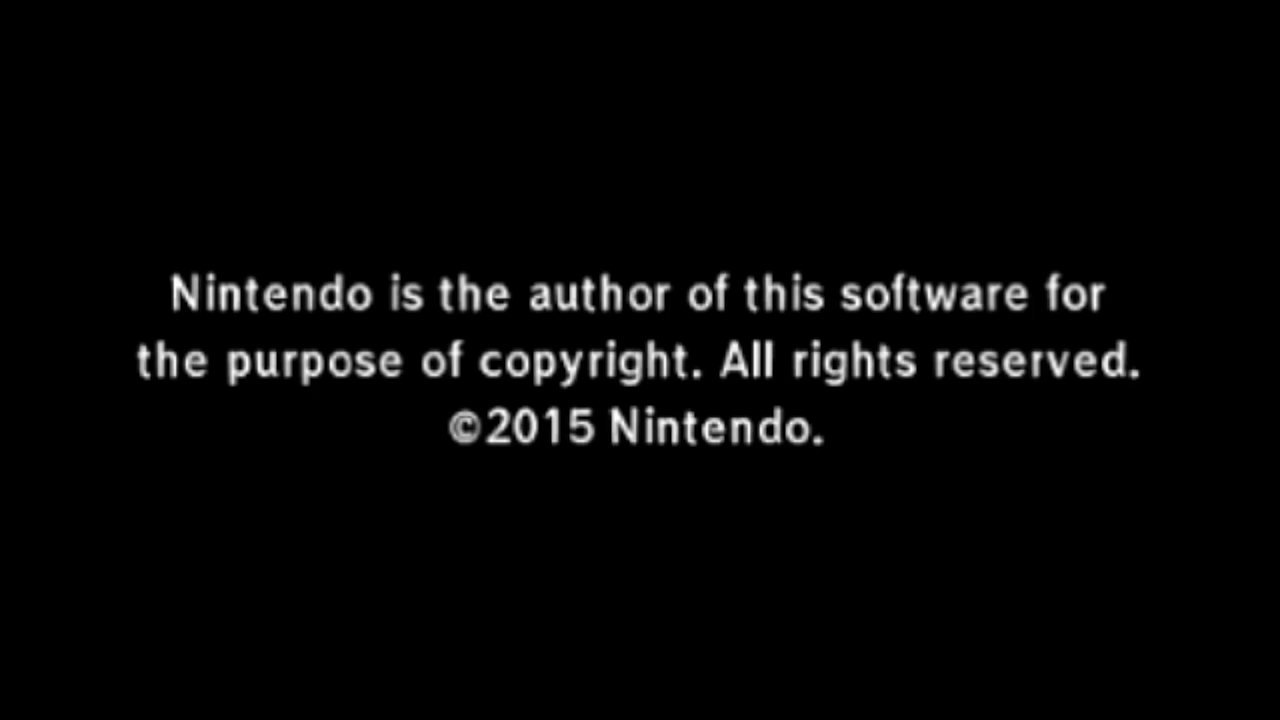 Nintendo is the author of this software for
the purpose of copyright. All rights reserved.
©2015 Nintendo.